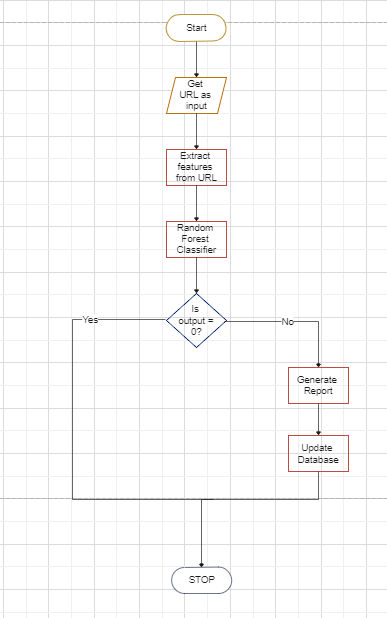 Start
Get
URL as
input
Extract
features
from URL
Random
Forest
Classifier
Is
output =
0?
Yes
No
Generate
Report
Update
Database
STOP